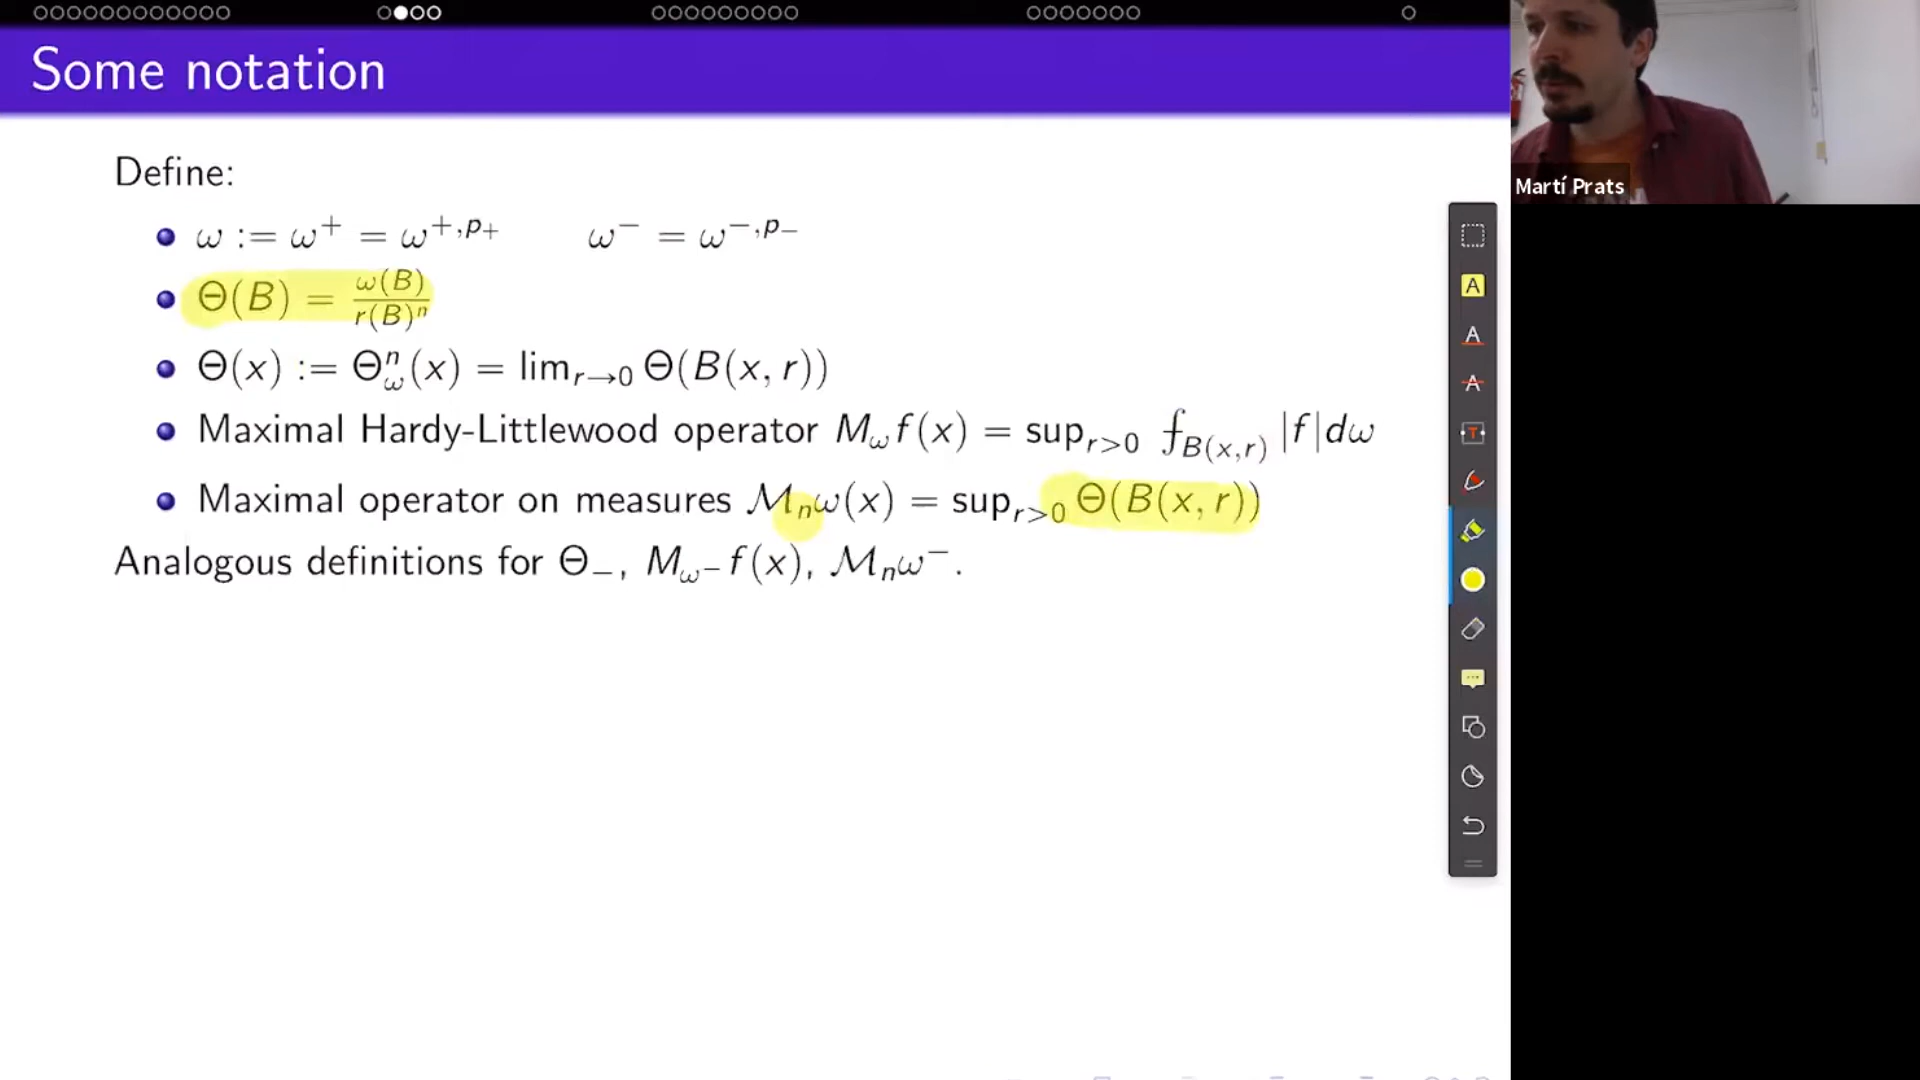 Some notation
Define:
ω := ω⁺ = ω^{+,p₊} ω⁻ = ω^{−,p₋}
Θ(B) = ω(B)/r(B)ⁿ
Θ(x) := Θⁿ_ω(x) = lim_{r→0} Θ(B(x, r))
Maximal Hardy-Littlewood operator M_ω f(x) = sup_{r>0} ⨍_{B(x,r)} |f|dω
Maximal operator on measures ℳₙω(x) = sup_{r>0} Θ(B(x, r))
Analogous definitions for Θ₋, M_{ω⁻} f(x), ℳₙω⁻.
Martí Prats
A
A
A
T